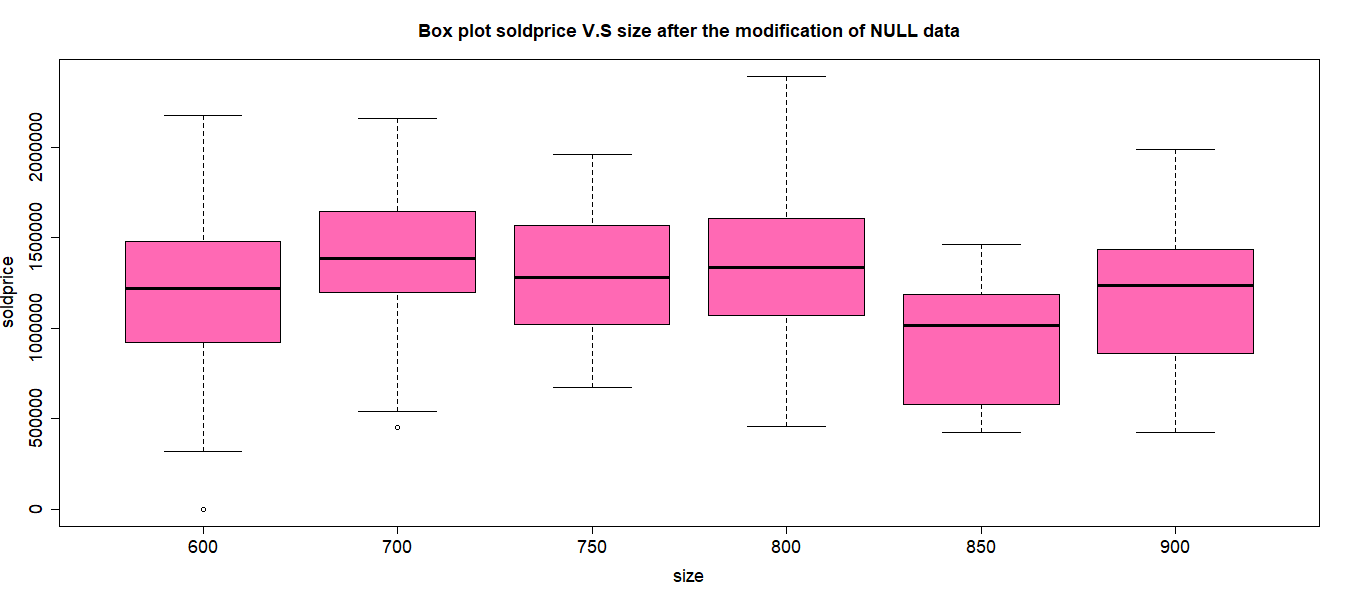 Box plot soldprice V.S size after the modification of NULL data
soldprice
2000000
1500000
1000000
500000
0
600 700 750 800 850 900
size